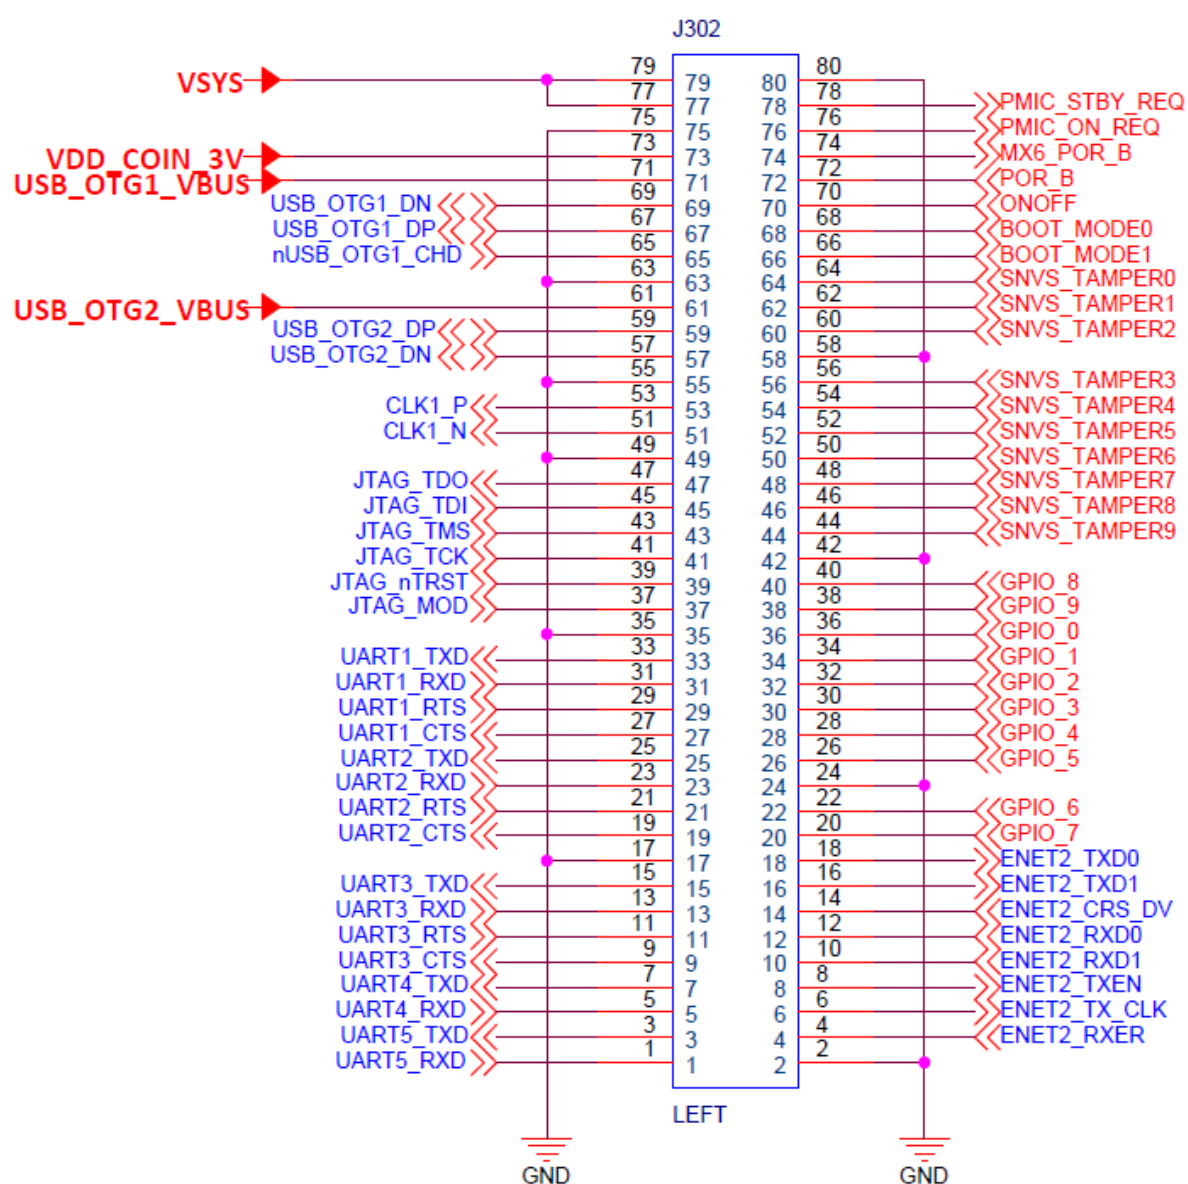 J302
VSYS 79 79 80 80
77 77 78 78 PMIC_STBY_REQ
75 75 76 76 PMIC_ON_REQ
VDD_COIN_3V 73 73 74 74 MX6_POR_B
USB_OTG1_VBUS 71 71 72 72 POR_B
USB_OTG1_DN 69 69 70 70 ONOFF
USB_OTG1_DP 67 67 68 68 BOOT_MODE0
nUSB_OTG1_CHD 65 65 66 66 BOOT_MODE1
63 63 64 64 SNVS_TAMPER0
USB_OTG2_VBUS 61 61 62 62 SNVS_TAMPER1
USB_OTG2_DP 59 59 60 60 SNVS_TAMPER2
USB_OTG2_DN 57 57 58 58
55 55 56 56 SNVS_TAMPER3
CLK1_P 53 53 54 54 SNVS_TAMPER4
CLK1_N 51 51 52 52 SNVS_TAMPER5
49 49 50 50 SNVS_TAMPER6
JTAG_TDO 47 47 48 48 SNVS_TAMPER7
JTAG_TDI 45 45 46 46 SNVS_TAMPER8
JTAG_TMS 43 43 44 44 SNVS_TAMPER9
JTAG_TCK 41 41 42 42
JTAG_nTRST 39 39 40 40 GPIO_8
JTAG_MOD 37 37 38 38 GPIO_9
35 35 36 36 GPIO_0
UART1_TXD 33 33 34 34 GPIO_1
UART1_RXD 31 31 32 32 GPIO_2
UART1_RTS 29 29 30 30 GPIO_3
UART1_CTS 27 27 28 28 GPIO_4
UART2_TXD 25 25 26 26 GPIO_5
UART2_RXD 23 23 24 24
UART2_RTS 21 21 22 22 GPIO_6
UART2_CTS 19 19 20 20 GPIO_7
17 17 18 18 ENET2_TXD0
UART3_TXD 15 15 16 16 ENET2_TXD1
UART3_RXD 13 13 14 14 ENET2_CRS_DV
UART3_RTS 11 11 12 12 ENET2_RXD0
UART3_CTS 9 9 10 10 ENET2_RXD1
UART4_TXD 7 7 8 8 ENET2_TXEN
UART4_RXD 5 5 6 6 ENET2_TX_CLK
UART5_TXD 3 3 4 4 ENET2_RXER
UART5_RXD 1 1 2 2
LEFT
GND GND